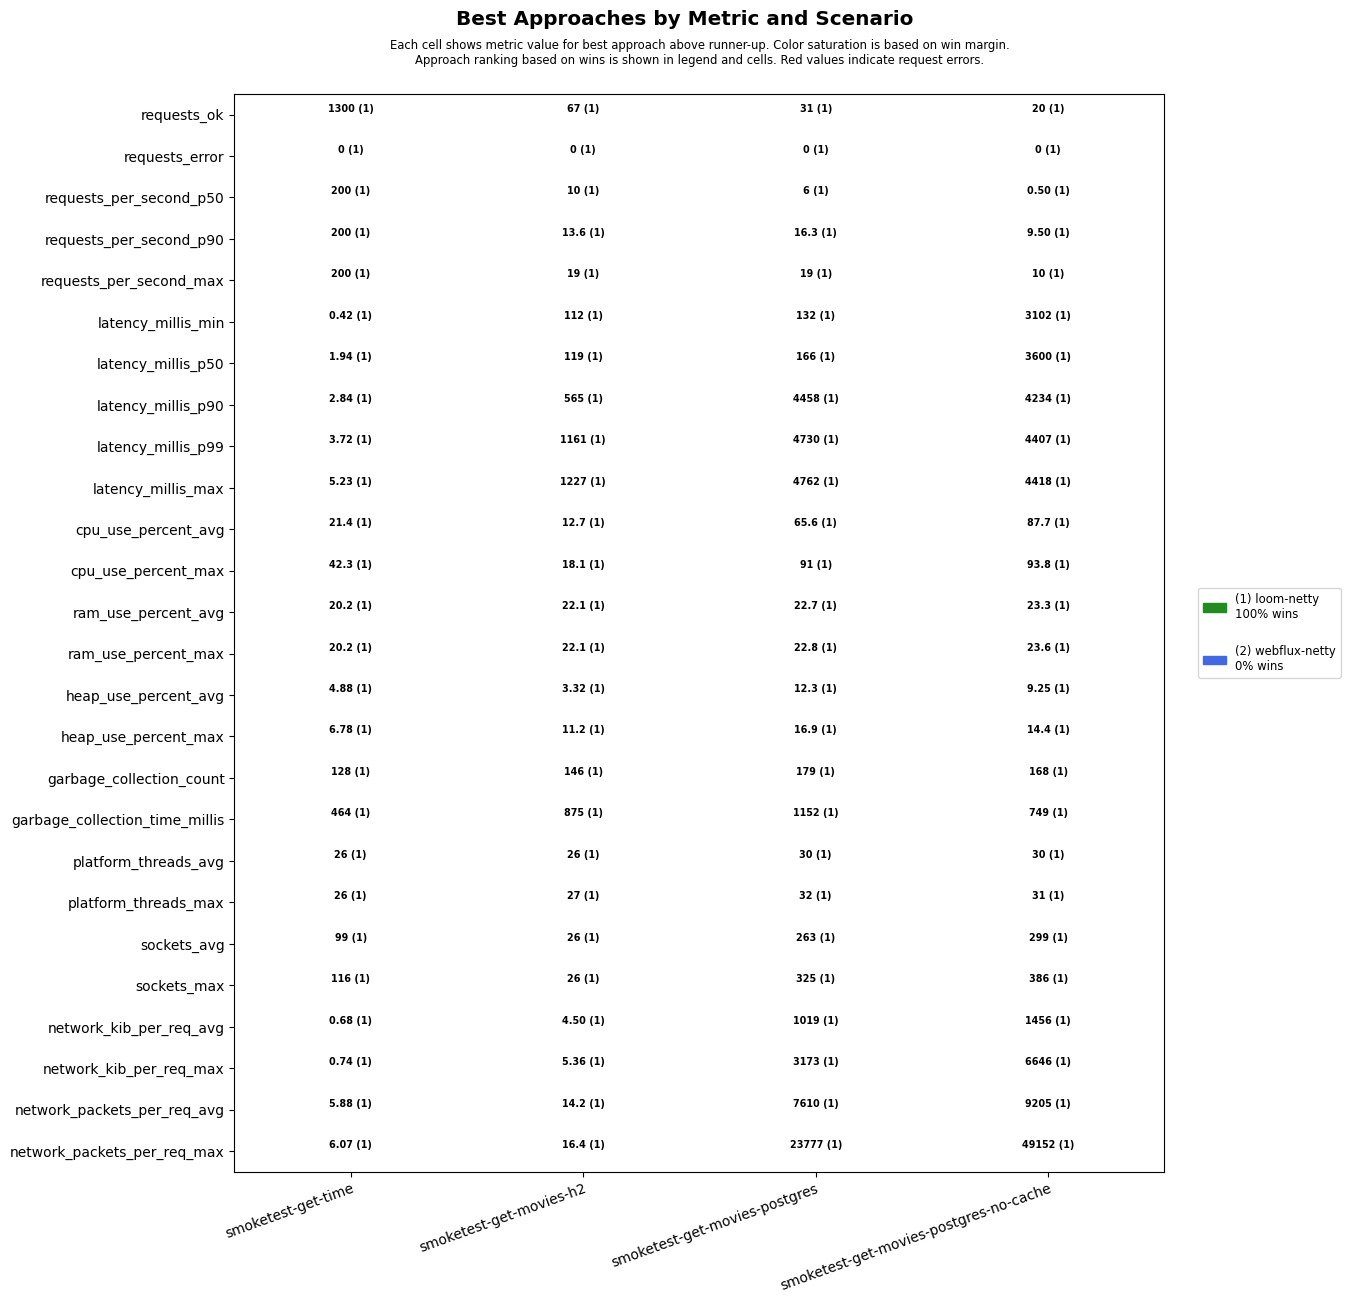 Best Approaches by Metric and Scenario
Each cell shows metric value for best approach above runner-up. Color saturation is based on win margin.
Approach ranking based on wins is shown in legend and cells. Red values indicate request errors.
requests_ok 1300 (1) 67 (1) 31 (1) 20 (1)
requests_error 0 (1) 0 (1) 0 (1) 0 (1)
requests_per_second_p50 200 (1) 10 (1) 6 (1) 0.50 (1)
requests_per_second_p90 200 (1) 13.6 (1) 16.3 (1) 9.50 (1)
requests_per_second_max 200 (1) 19 (1) 19 (1) 10 (1)
latency_millis_min 0.42 (1) 112 (1) 132 (1) 3102 (1)
latency_millis_p50 1.94 (1) 119 (1) 166 (1) 3600 (1)
latency_millis_p90 2.84 (1) 565 (1) 4458 (1) 4234 (1)
latency_millis_p99 3.72 (1) 1161 (1) 4730 (1) 4407 (1)
latency_millis_max 5.23 (1) 1227 (1) 4762 (1) 4418 (1)
cpu_use_percent_avg 21.4 (1) 12.7 (1) 65.6 (1) 87.7 (1)
cpu_use_percent_max 42.3 (1) 18.1 (1) 91 (1) 93.8 (1)
ram_use_percent_avg 20.2 (1) 22.1 (1) 22.7 (1) 23.3 (1)
ram_use_percent_max 20.2 (1) 22.1 (1) 22.8 (1) 23.6 (1)
heap_use_percent_avg 4.88 (1) 3.32 (1) 12.3 (1) 9.25 (1)
heap_use_percent_max 6.78 (1) 11.2 (1) 16.9 (1) 14.4 (1)
garbage_collection_count 128 (1) 146 (1) 179 (1) 168 (1)
garbage_collection_time_millis 464 (1) 875 (1) 1152 (1) 749 (1)
platform_threads_avg 26 (1) 26 (1) 30 (1) 30 (1)
platform_threads_max 26 (1) 27 (1) 32 (1) 31 (1)
sockets_avg 99 (1) 26 (1) 263 (1) 299 (1)
sockets_max 116 (1) 26 (1) 325 (1) 386 (1)
network_kib_per_req_avg 0.68 (1) 4.50 (1) 1019 (1) 1456 (1)
network_kib_per_req_max 0.74 (1) 5.36 (1) 3173 (1) 6646 (1)
network_packets_per_req_avg 5.88 (1) 14.2 (1) 7610 (1) 9205 (1)
network_packets_per_req_max 6.07 (1) 16.4 (1) 23777 (1) 49152 (1)
smoketest-get-time
smoketest-get-movies-h2
smoketest-get-movies-postgres
smoketest-get-movies-postgres-no-cache
(1) loom-netty
100% wins
(2) webflux-netty
0% wins